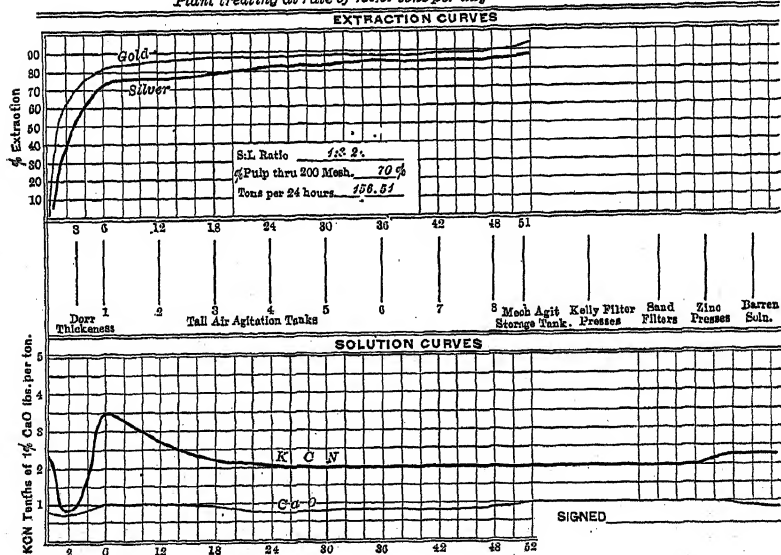 Plant treating at rate of tons per day
EXTRACTION CURVES
% Extraction
90
80
70
60
50
40
30
20
10
Gold
Silver
S:L Ratio 1:3.2.
% Pulp thru 200 Mesh. 70 %
Tons per 24 hours 156.51
3 6 12 18 24 30 36 42 48 51
Dorr Thickeness
1 2 3 4 5 6 7 8 1
Tall Air Agitation Tanks
Mech Agit Storage Tank.
Kelly Filter Presses
Sand Filters
Zinc Presses
Barren Soln.
SOLUTION CURVES
KCN Tenths of 1% CaO lbs. per ton.
5
4
3
2
1
K C N
CaO
SIGNED
6 12 18 24 30 36 42 48 52